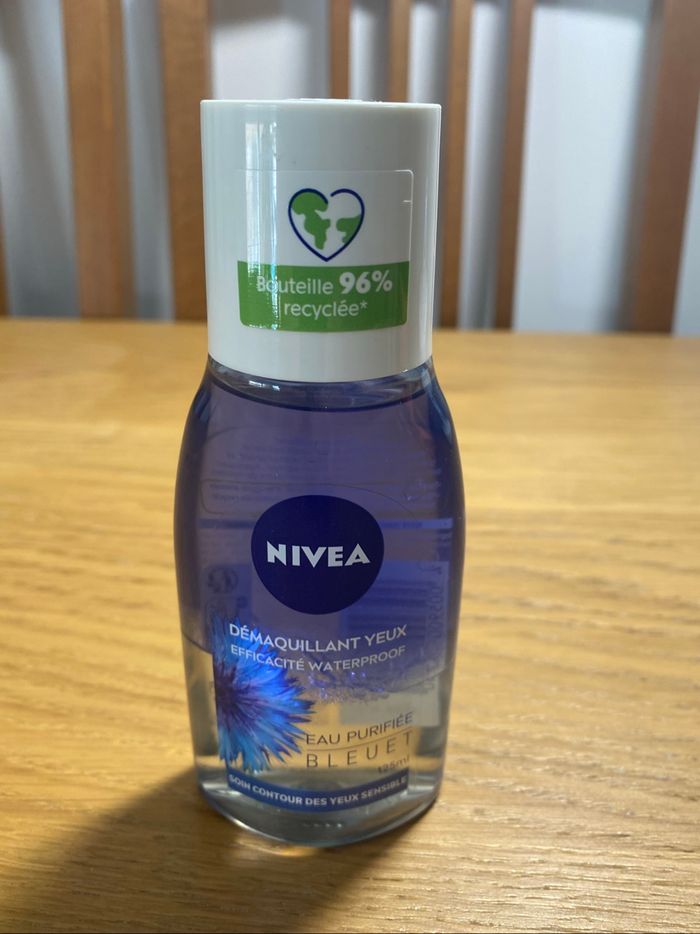 Bouteille 96%
recyclée*
NIVEA
DÉMAQUILLANT YEUX
EFFICACITÉ WATERPROOF
EAU PURIFIÉE
BLEUET
125ml
SOIN CONTOUR DES YEUX SENSIBLE